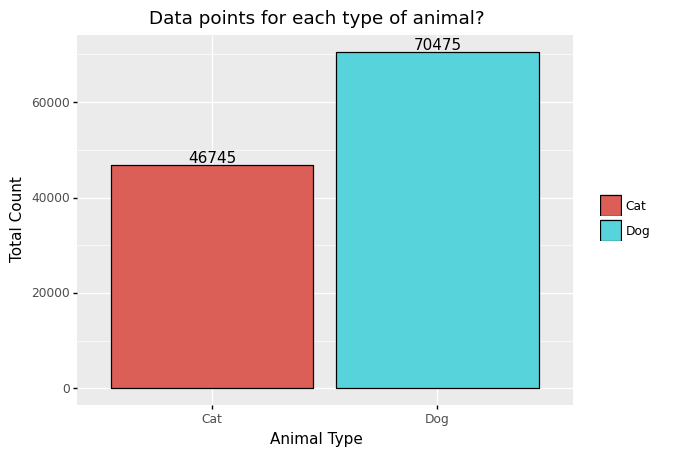 Data points for each type of animal?
70475
46745
60000
40000
20000
0
Total Count
Cat
Dog
Animal Type
Cat
Dog